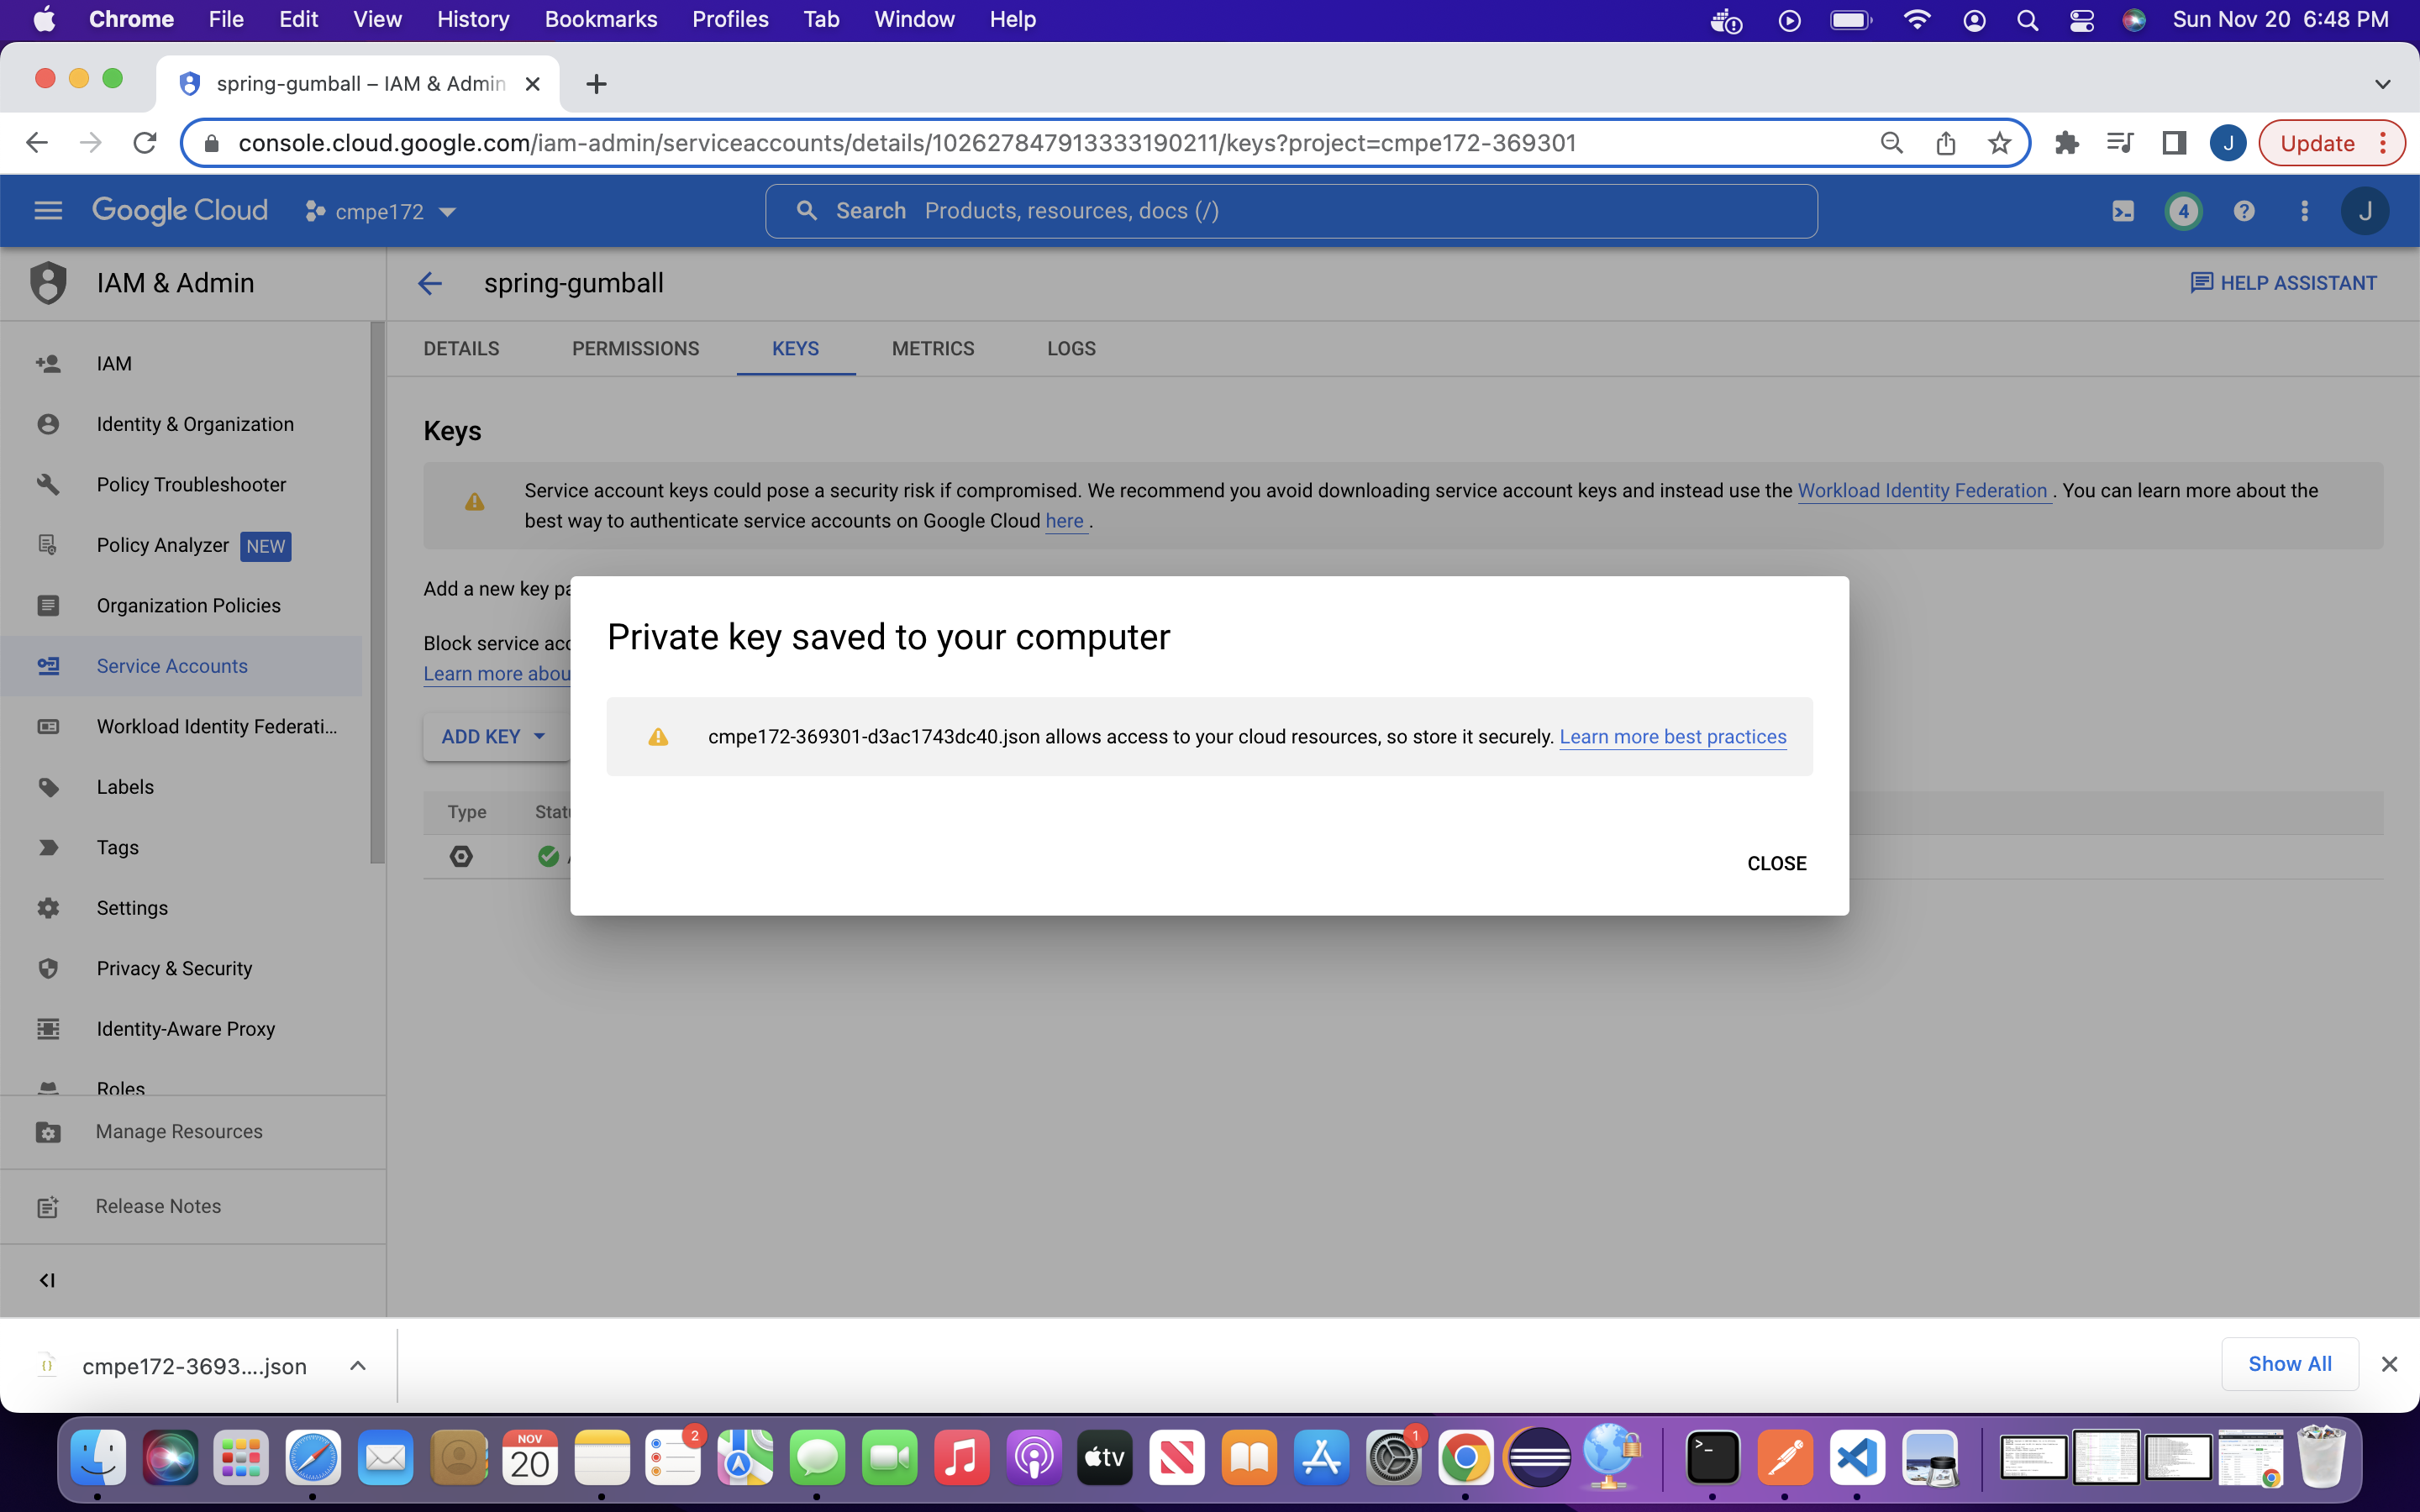 Chrome File Edit View History Bookmarks Profiles Tab Window Help Sun Nov 20 6:48 PM
spring-gumball – IAM & Admin
console.cloud.google.com/iam-admin/serviceaccounts/details/102627847913333190211/keys?project=cmpe172-369301 J Update
Google Cloud cmpe172 Search Products, resources, docs (/) 4 ? J
IAM & Admin
spring-gumball
HELP ASSISTANT
DETAILS PERMISSIONS KEYS METRICS LOGS
IAM
Identity & Organization
Policy Troubleshooter
Policy Analyzer NEW
Organization Policies
Service Accounts
Workload Identity Federati...
Labels
Tags
Settings
Privacy & Security
Identity-Aware Proxy
Roles
Manage Resources
Release Notes
Keys
Service account keys could pose a security risk if compromised. We recommend you avoid downloading service account keys and instead use the Workload Identity Federation . You can learn more about the
best way to authenticate service accounts on Google Cloud here .
Add a new key pa
Block service acc
Learn more abou
ADD KEY
Type Stat
Private key saved to your computer
cmpe172-369301-d3ac1743dc40.json allows access to your cloud resources, so store it securely. Learn more best practices
CLOSE
cmpe172-3693....json
Show All
NOV
20
2
tv
1